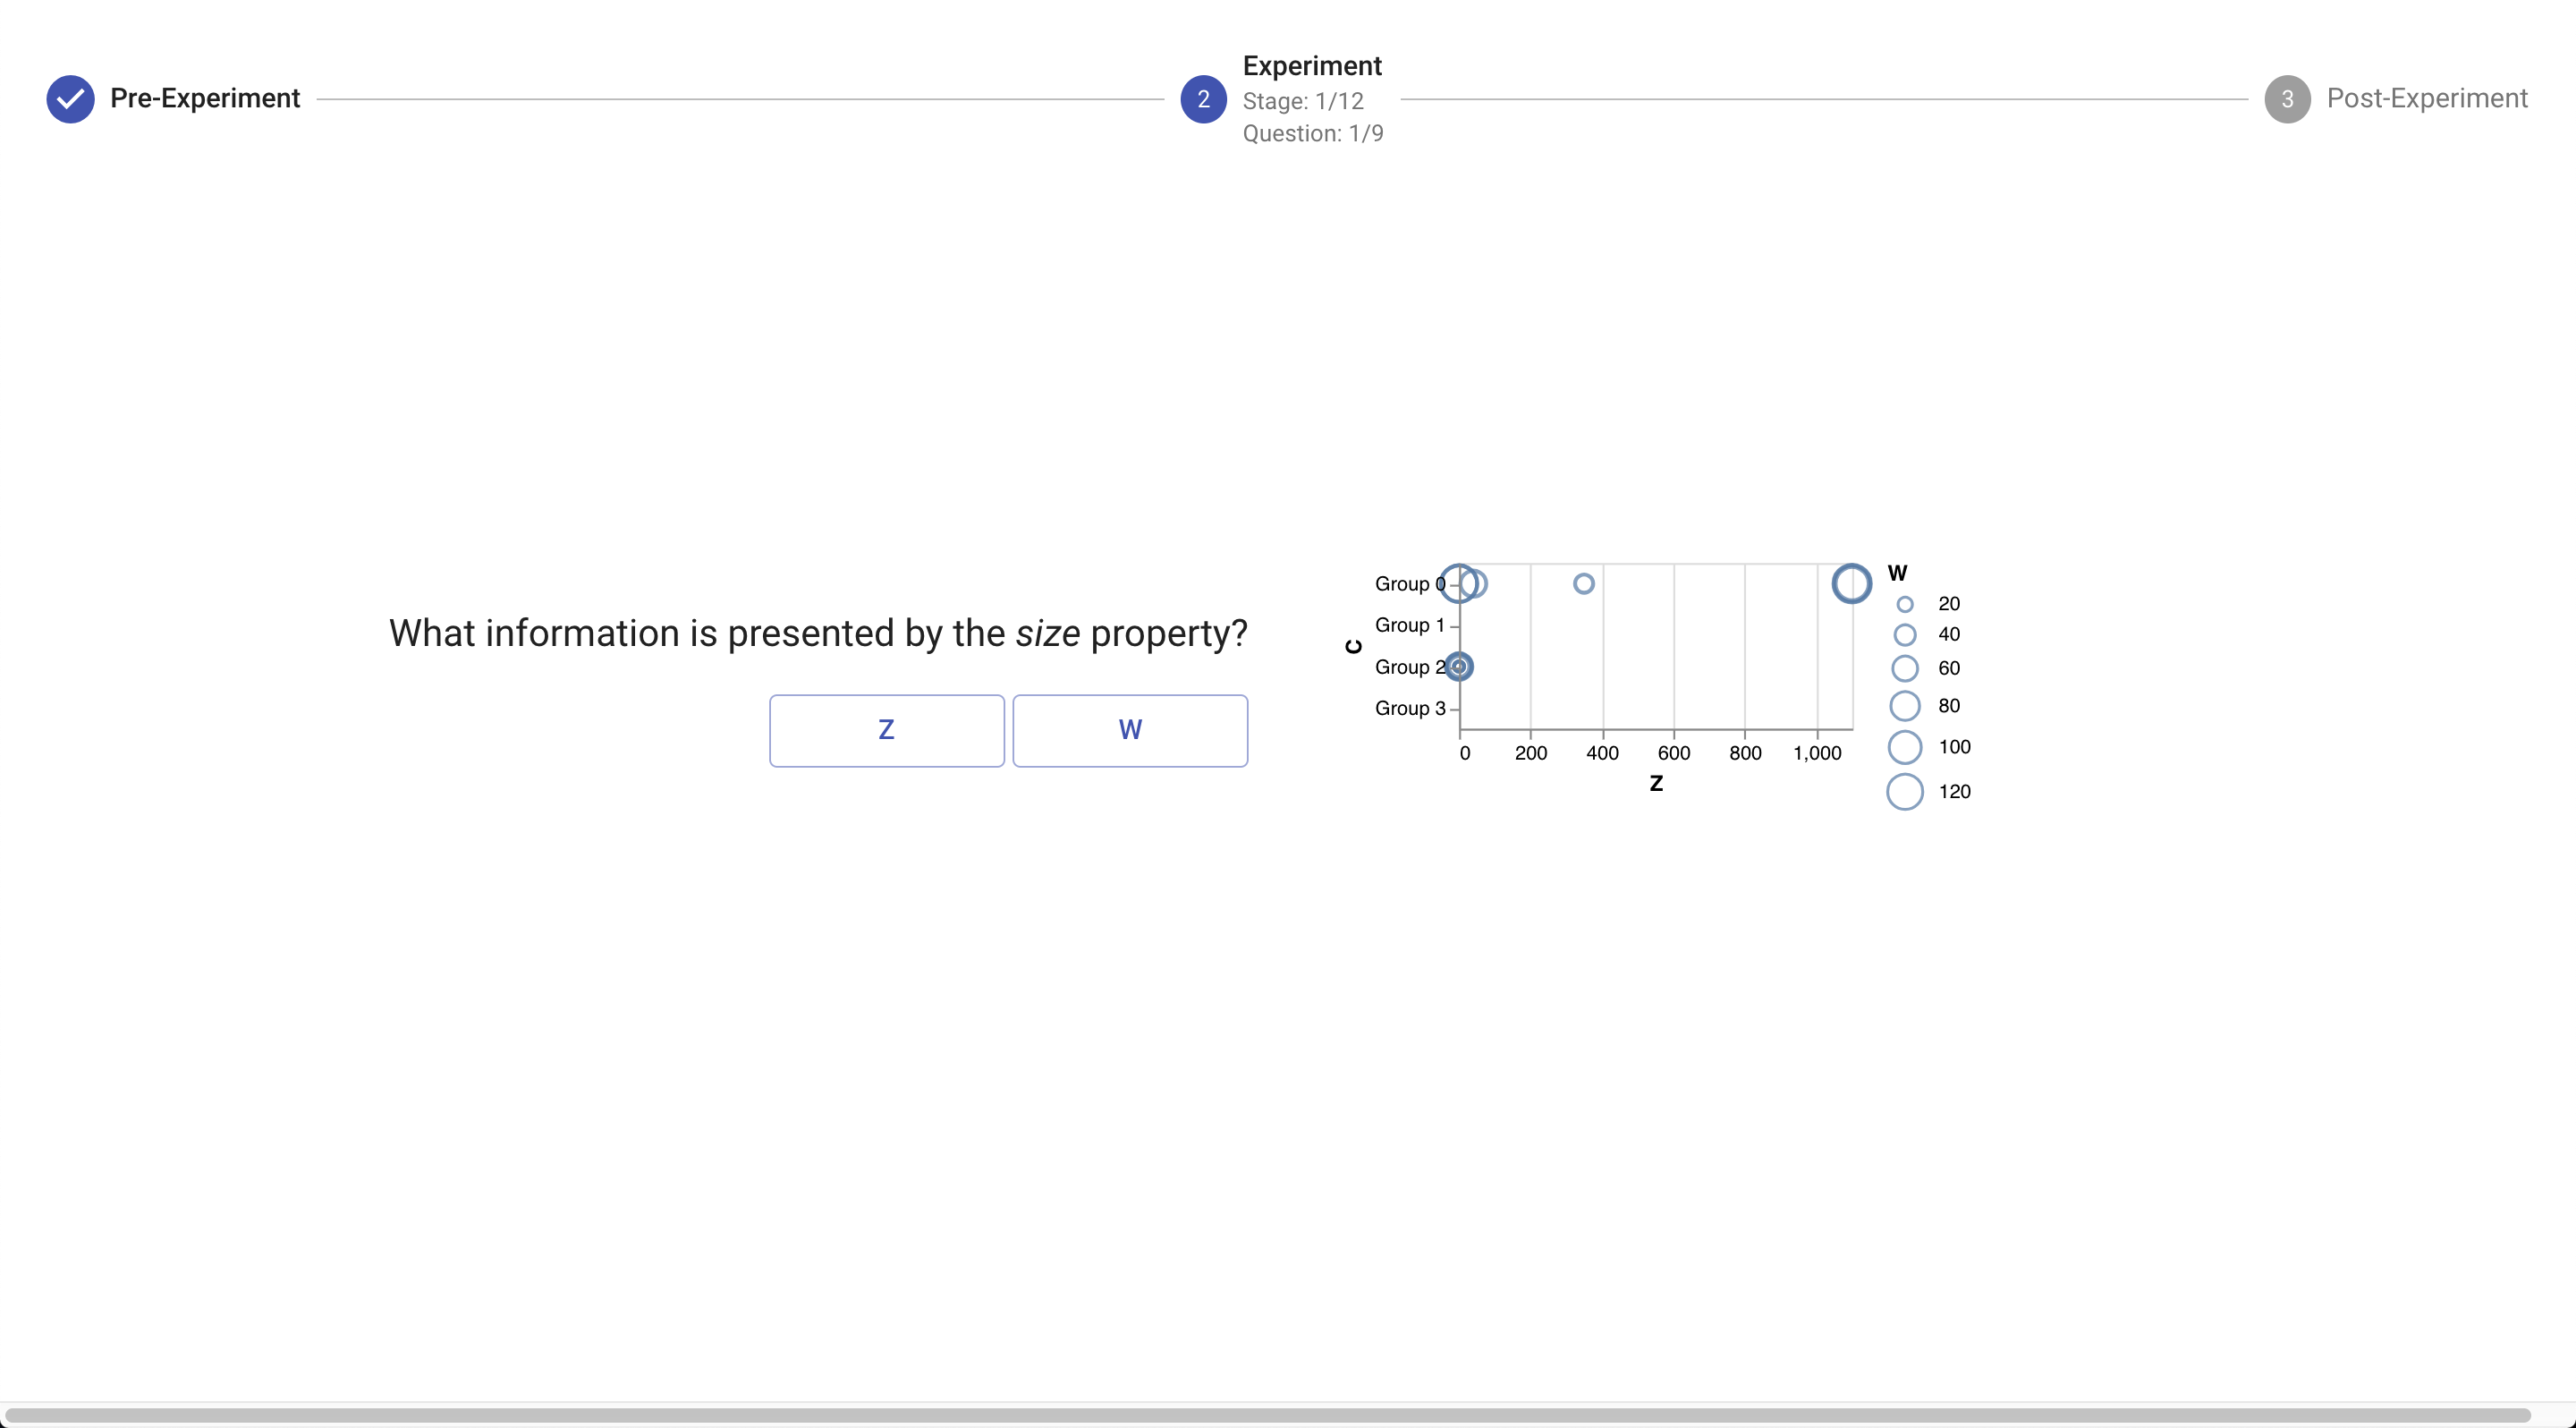 Pre-Experiment
2
Experiment
Stage: 1/12
Question: 1/9
3
Post-Experiment
What information is presented by the size property?
Z
W
C
Group 0
Group 1
Group 2
Group 3
0 200 400 600 800 1,000
Z
W
20
40
60
80
100
120